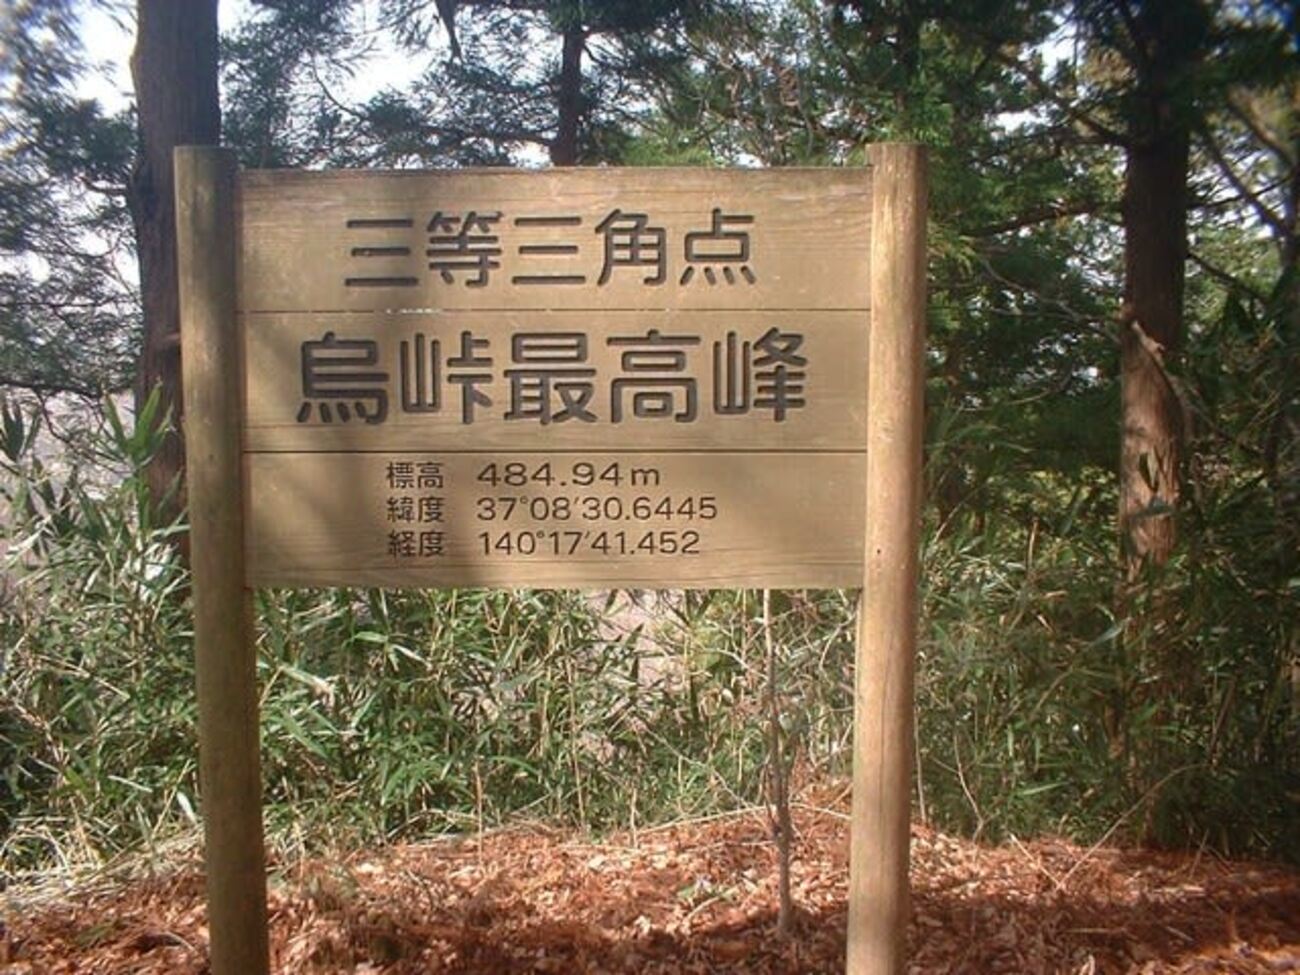 三等三角点
烏峠最高峰
標高 484.94m
緯度 37°08′30.6445
経度 140°17′41.452